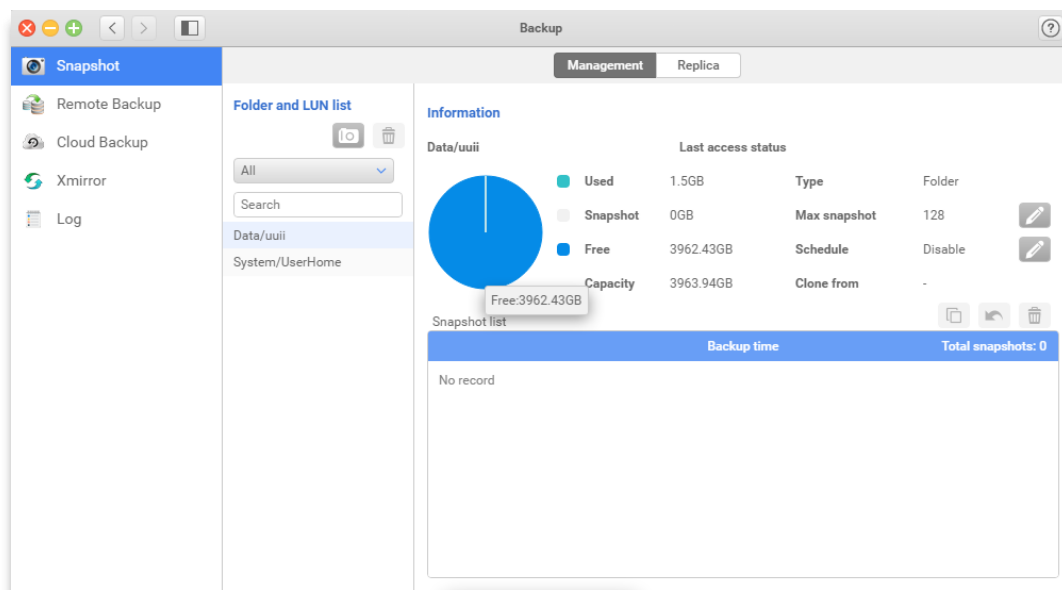 Backup
Snapshot
Remote Backup
Cloud Backup
Xmirror
Log
Management Replica
Folder and LUN list
All
Search
Data/uuii
System/UserHome
Information
Data/uuii Last access status
Used 1.5GB Type Folder
Snapshot 0GB Max snapshot 128
Free 3962.43GB Schedule Disable
Capacity 3963.94GB Clone from -
Free:3962.43GB
Snapshot list
Backup time Total snapshots: 0
No record